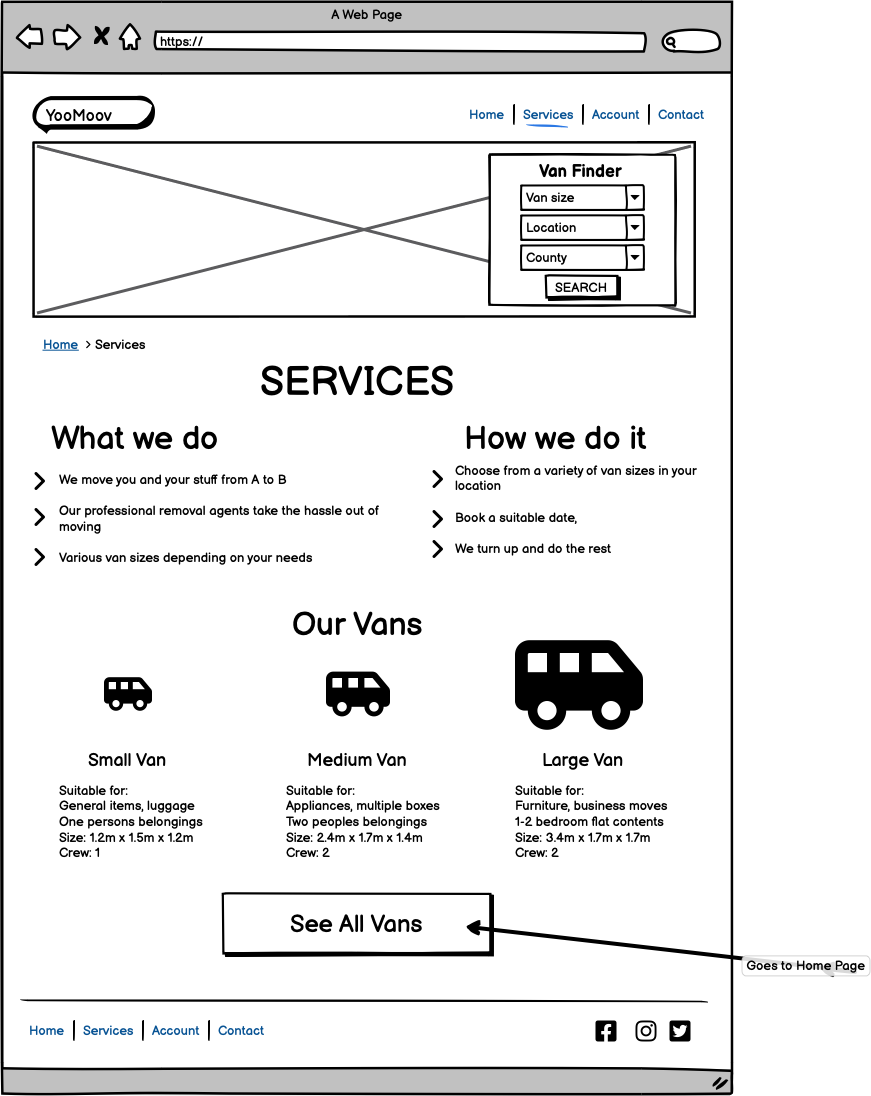 A Web Page
https://
YooMoov
Home Services Account Contact
Van Finder
Van size
Location
County
SEARCH
Home > Services
SERVICES
What we do
We move you and your stuff from A to B
Our professional removal agents take the hassle out of
moving
Various van sizes depending on your needs
How we do it
Choose from a variety of van sizes in your
location
Book a suitable date,
We turn up and do the rest
Our Vans
Small Van
Suitable for:
General items, luggage
One persons belongings
Size: 1.2m x 1.5m x 1.2m
Crew: 1
Medium Van
Suitable for:
Appliances, multiple boxes
Two peoples belongings
Size: 2.4m x 1.7m x 1.4m
Crew: 2
Large Van
Suitable for:
Furniture, business moves
1-2 bedroom flat contents
Size: 3.4m x 1.7m x 1.7m
Crew: 2
See All Vans
Goes to Home Page
Home Services Account Contact